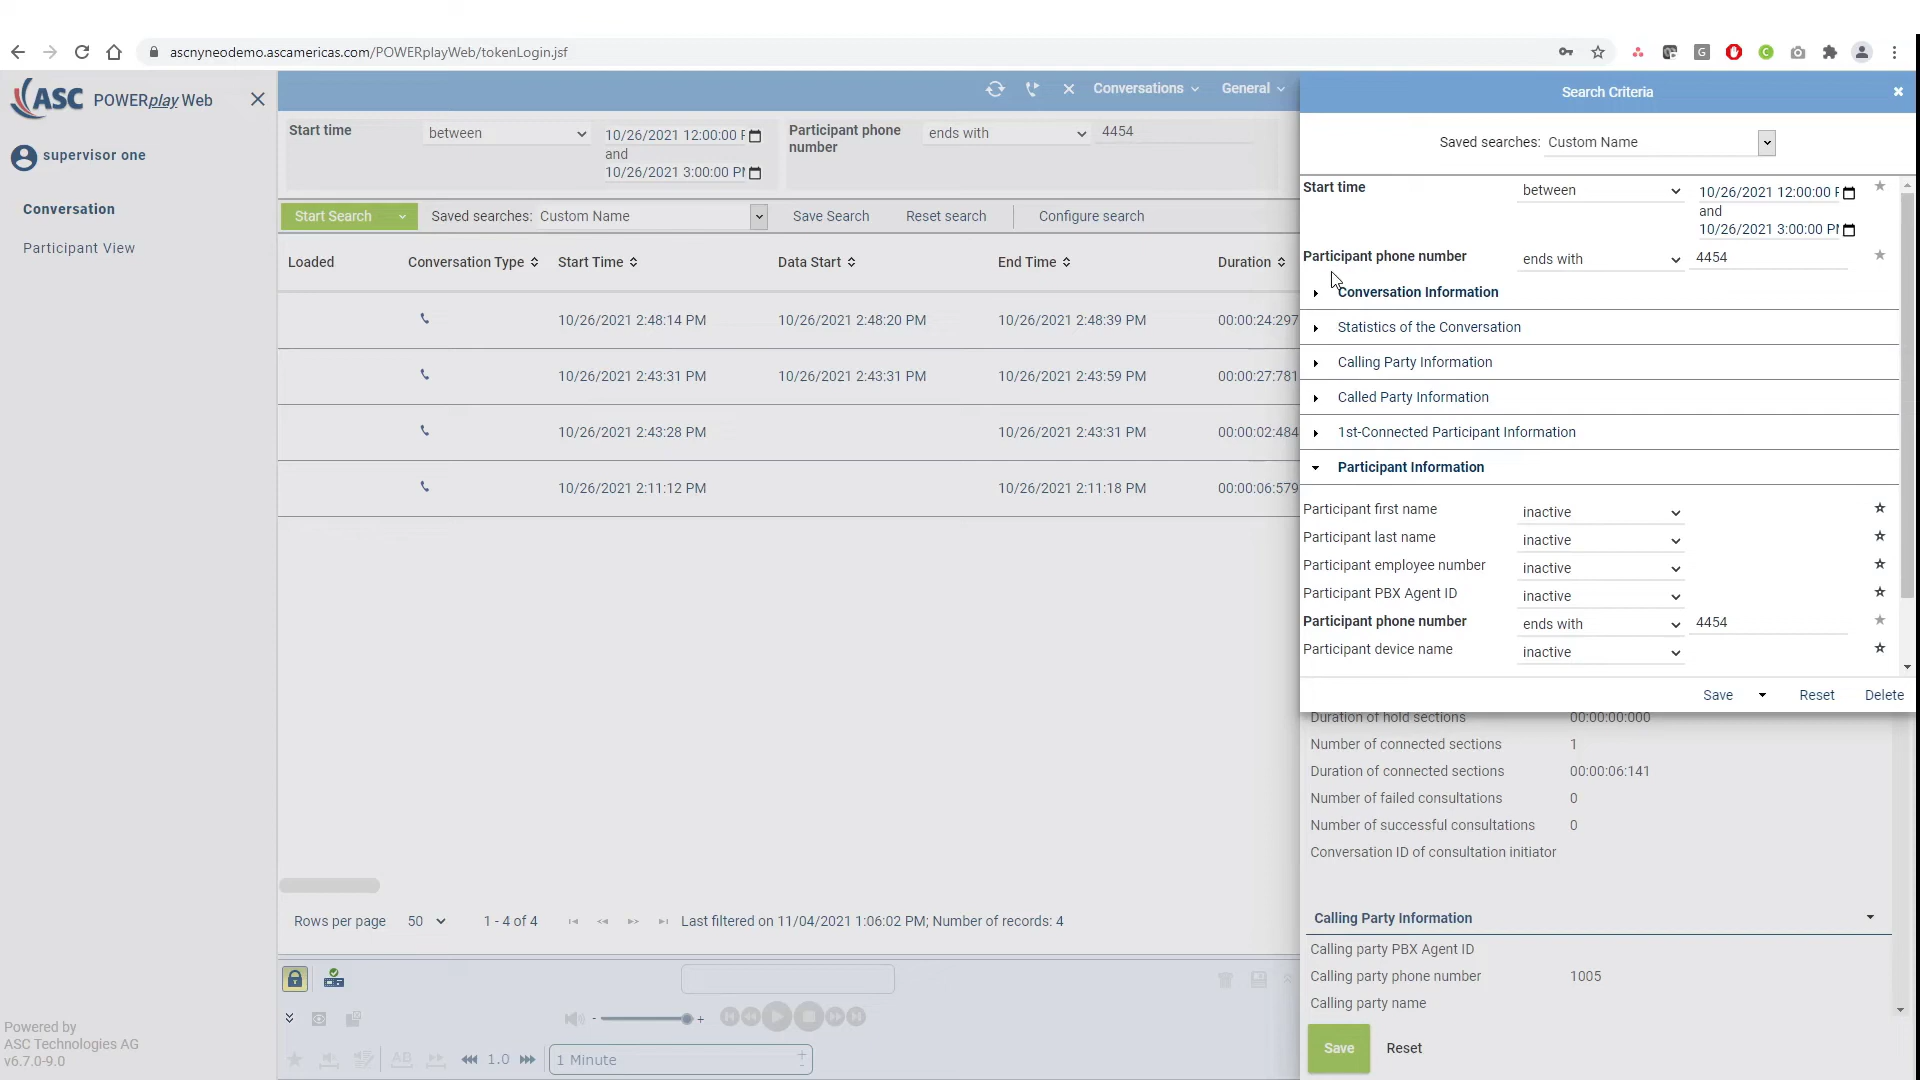 ascnyneodemo.ascamericas.com/POWERplayWeb/tokenLogin.jsf
ASC POWERplay Web
supervisor one
Conversation
Participant View
Powered by
ASC Technologies AG
v6.7.0-9.0
Conversations
General
Start time
between
10/26/2021 12:00:00
and
10/26/2021 3:00:00 PM
Participant phone
number
ends with
4454
Start Search
Saved searches: Custom Name
Save Search
Reset search
Configure search
Loaded
Conversation Type
Start Time
Data Start
End Time
Duration
10/26/2021 2:48:14 PM 10/26/2021 2:48:20 PM 10/26/2021 2:48:39 PM 00:00:24:297
10/26/2021 2:43:31 PM 10/26/2021 2:43:31 PM 10/26/2021 2:43:59 PM 00:00:27:781
10/26/2021 2:43:28 PM 10/26/2021 2:43:31 PM 00:00:02:484
10/26/2021 2:11:12 PM 10/26/2021 2:11:18 PM 00:00:06:579
Rows per page 50 1 - 4 of 4 Last filtered on 11/04/2021 1:06:02 PM; Number of records: 4
- +
AB
1.0
1 Minute
Search Criteria
Saved searches: Custom Name
Start time
between
10/26/2021 12:00:00
and
10/26/2021 3:00:00 PM
Participant phone number ends with 4454
Conversation Information
Statistics of the Conversation
Calling Party Information
Called Party Information
1st-Connected Participant Information
Participant Information
Participant first name inactive
Participant last name inactive
Participant employee number inactive
Participant PBX Agent ID inactive
Participant phone number ends with 4454
Participant device name inactive
Save
Reset
Delete
Duration of hold sections 00:00:00:000
Number of connected sections 1
Duration of connected sections 00:00:06:141
Number of failed consultations 0
Number of successful consultations 0
Conversation ID of consultation initiator
Calling Party Information
Calling party PBX Agent ID
Calling party phone number 1005
Calling party name
Save
Reset